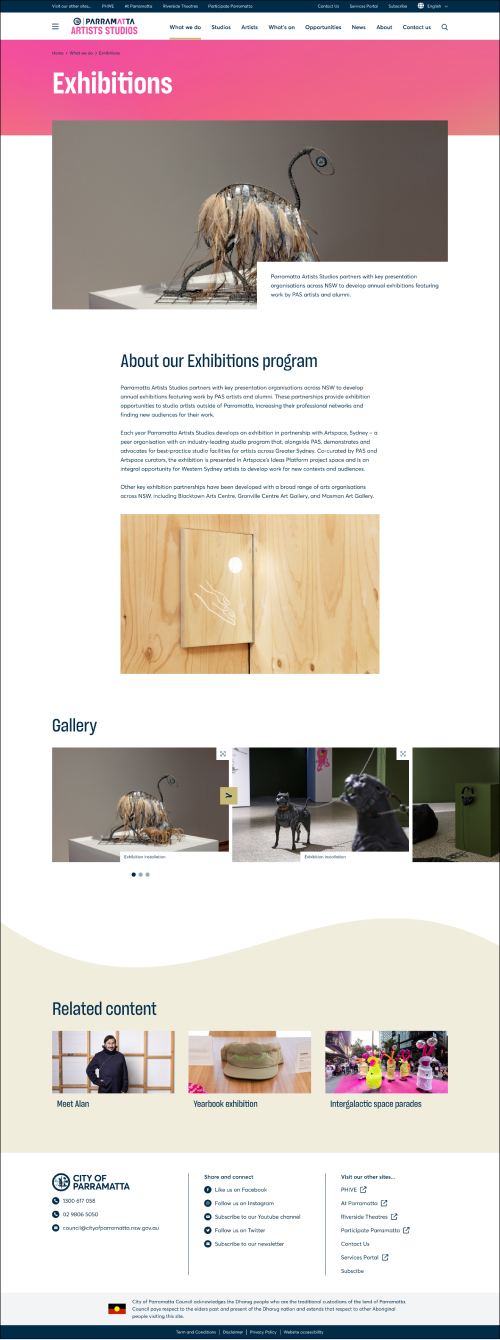 Visit our other sites... PHIVE At Parramatta Riverside Theatres Participate Parramatta Contact Us Services Portal Subscribe English
PARRAMATTA
ARTISTS STUDIOS
What we do Studios Artists What's on Opportunities News About Contact us
Home > What we do > Exhibitions
Exhibitions
Parramatta Artists Studios partners with key presentation
organisations across NSW to develop annual exhibitions featuring
work by PAS artists and alumni.
About our Exhibitions program
Parramatta Artists Studios partners with key presentation organisations across NSW to develop
annual exhibitions featuring work by PAS artists and alumni. These partnerships provide exhibition
opportunities to studio artists outside of Parramatta, increasing their professional networks and
finding new audiences for their work.
Each year Parramatta Artists Studios develops an exhibition in partnership with Artspace, Sydney – a
peer organisation with an industry-leading studio program that, alongside PAS, demonstrates and
advocates for best-practice studio facilities for artists across Greater Sydney. Co-curated by PAS and
Artspace curators, the exhibition is presented in Artspace's Ideas Platform project space and is an
integral opportunity for Western Sydney artists to develop work for new contexts and audiences.
Other key exhibition partnerships have been developed with a broad range of arts organisations
across NSW, including Blacktown Arts Centre, Granville Centre Art Gallery, and Mosman Art Gallery.
Gallery
Exhibition installation
Exhibition installation
Related content
Meet Alan
Yearbook exhibition
Intergalactic space parades
CITY OF
PARRAMATTA
1300 617 058
02 9806 5050
council@cityofparramatta.nsw.gov.au
Share and connect
Like us on Facebook
Follow us on Instagram
Subscribe to our Youtube channel
Follow us on Twitter
Subscribe to our newsletter
Visit our other sites...
PHIVE
At Parramatta
Riverside Theatres
Participate Parramatta
Contact Us
Services Portal
Subscibe
City of Parramatta Council acknowledges the Dharug people who are the traditional custodians of the land of Parramatta.
Council pays respect to the elders past and present of the Dharug nation and extends that respect to other Aboriginal
people visiting this site.
Term and Conditions | Disclaimer | Privacy Policy | Website accessibility